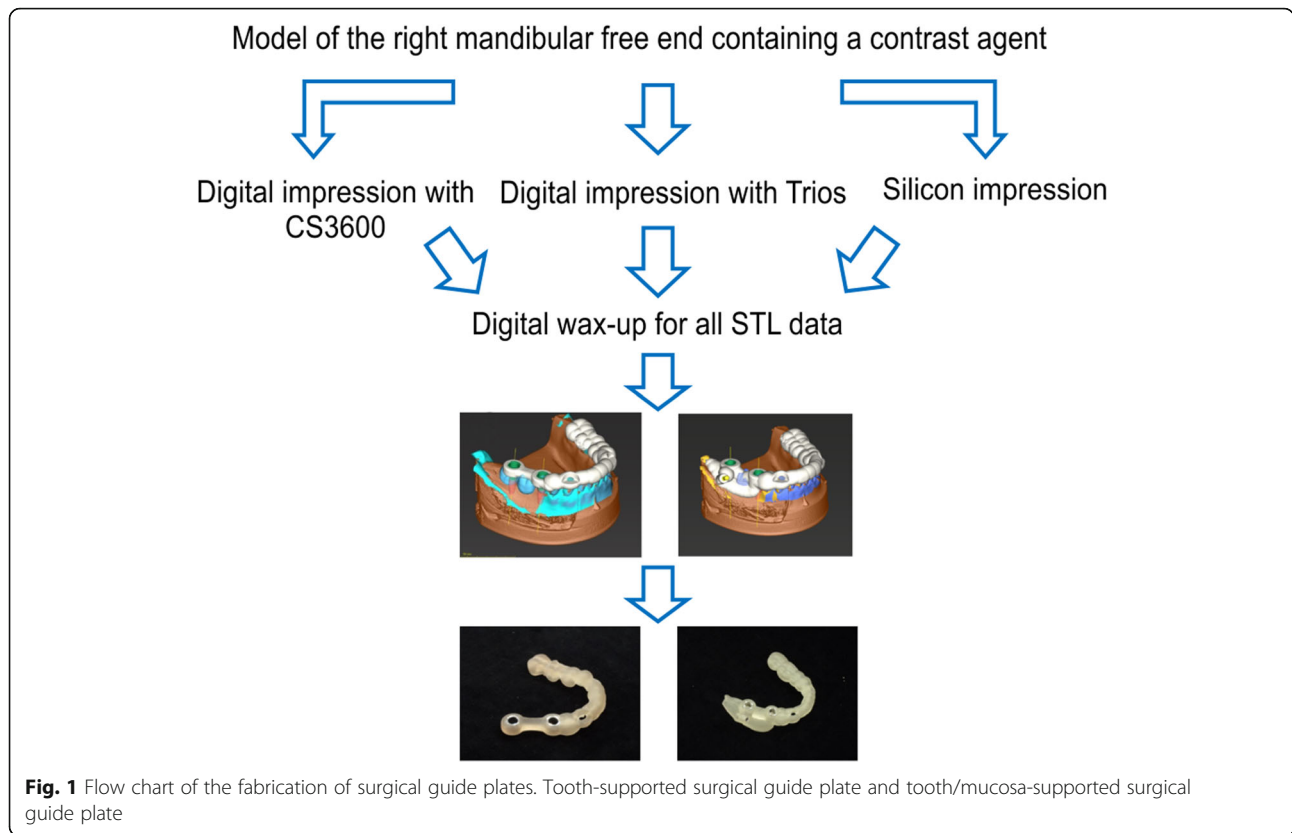 Model of the right mandibular free end containing a contrast agent
Digital impression with
CS3600
Digital impression with Trios
Silicon impression
Digital wax-up for all STL data
Fig. 1 Flow chart of the fabrication of surgical guide plates. Tooth-supported surgical guide plate and tooth/mucosa-supported surgical
guide plate